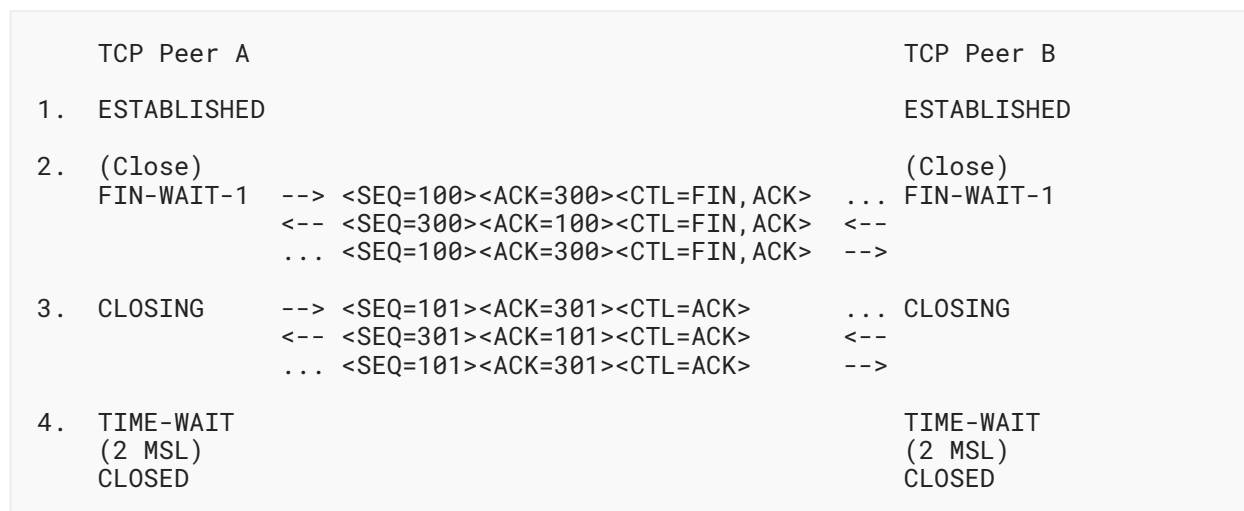 TCP Peer A                                           TCP Peer B
1.  ESTABLISHED                                          ESTABLISHED
2.  (Close)                                              (Close)
    FIN-WAIT-1  --> <SEQ=100><ACK=300><CTL=FIN,ACK>  ... FIN-WAIT-1
                <-- <SEQ=300><ACK=100><CTL=FIN,ACK>  <--
                ... <SEQ=100><ACK=300><CTL=FIN,ACK>  -->
3.  CLOSING     --> <SEQ=101><ACK=301><CTL=ACK>      ... CLOSING
                <-- <SEQ=301><ACK=101><CTL=ACK>      <--
                ... <SEQ=101><ACK=301><CTL=ACK>      -->
4.  TIME-WAIT                                            TIME-WAIT
    (2 MSL)                                              (2 MSL)
    CLOSED                                               CLOSED